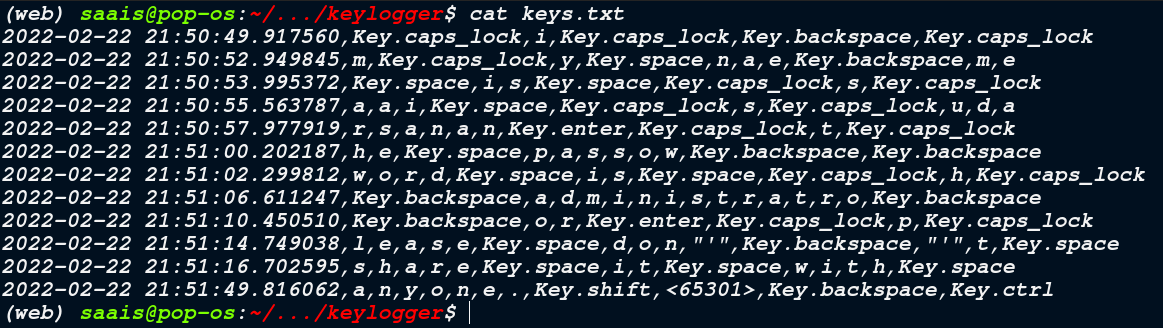 (web) saais@pop-os:~/.../keylogger$ cat keys.txt
2022-02-22 21:50:49.917560,Key.caps_lock,i,Key.caps_lock,Key.backspace,Key.caps_lock
2022-02-22 21:50:52.949845,m,Key.caps_lock,y,Key.space,n,a,e,Key.backspace,m,e
2022-02-22 21:50:53.995372,Key.space,i,s,Key.space,Key.caps_lock,s,Key.caps_lock
2022-02-22 21:50:55.563787,a,a,i,Key.space,Key.caps_lock,s,Key.caps_lock,u,d,a
2022-02-22 21:50:57.977919,r,s,a,n,a,n,Key.enter,Key.caps_lock,t,Key.caps_lock
2022-02-22 21:51:00.202187,h,e,Key.space,p,a,s,s,o,w,Key.backspace,Key.backspace
2022-02-22 21:51:02.299812,w,o,r,d,Key.space,i,s,Key.space,Key.caps_lock,h,Key.caps_lock
2022-02-22 21:51:06.611247,Key.backspace,a,d,m,i,n,i,s,t,r,a,t,r,o,Key.backspace
2022-02-22 21:51:10.450510,Key.backspace,o,r,Key.enter,Key.caps_lock,p,Key.caps_lock
2022-02-22 21:51:14.749038,l,e,a,s,e,Key.space,d,o,n,"'",Key.backspace,"'",t,Key.space
2022-02-22 21:51:16.702595,s,h,a,r,e,Key.space,i,t,Key.space,w,i,t,h,Key.space
2022-02-22 21:51:49.816062,a,n,y,o,n,e,.,Key.shift,<65301>,Key.backspace,Key.ctrl
(web) saais@pop-os:~/.../keylogger$